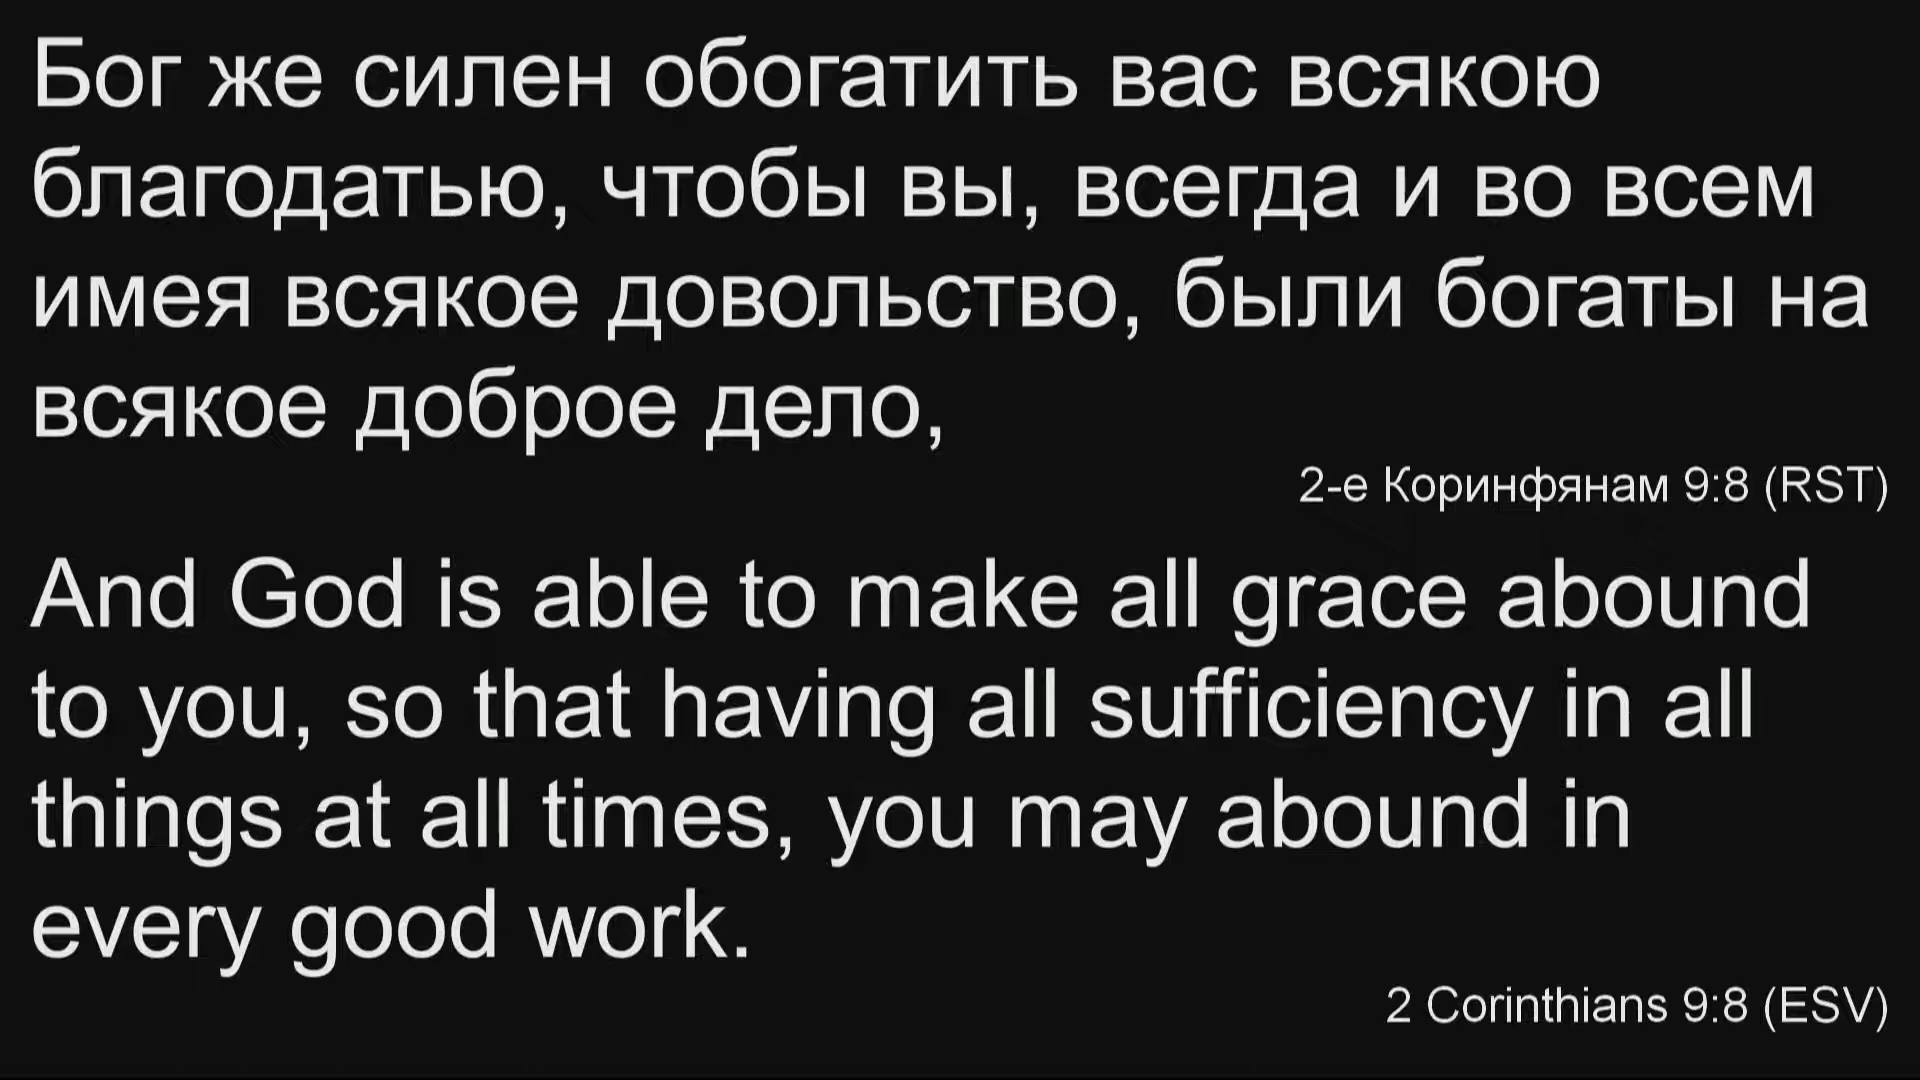 Бог же силен обогатить вас всякою
благодатью, чтобы вы, всегда и во всем
имея всякое довольство, были богаты на
всякое доброе дело,
2-е Коринфянам 9:8 (RST)
And God is able to make all grace abound
to you, so that having all sufficiency in all
things at all times, you may abound in
every good work.
2 Corinthians 9:8 (ESV)